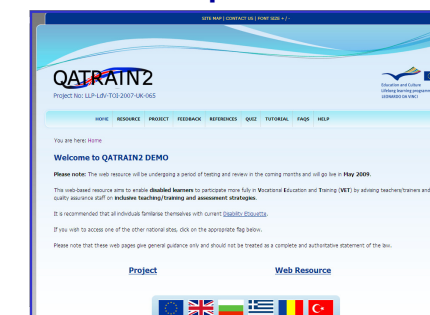 SITE MAP | CONTACT US | FONT SIZE + / -
QATRAIN2
Project No: LLP-LdV-TOI-2007-UK-065
Education and Culture
Lifelong learning programme
LEONARDO DA VINCI
HOME RESOURCE PROJECT FEEDBACK REFERENCES QUIZ TUTORIAL FAQS HELP
You are here: Home
Welcome to QATRAIN2 DEMO
Please note: The web resource will be undergoing a period of testing and review in the coming months and will go live in May 2009.
This web-based resource aims to enable disabled learners to participate more fully in Vocational Education and Training (VET) by advising teachers/trainers and
quality assurance staff on inclusive teaching/training and assessment strategies.
It is recommended that all individuals familiarise themselves with current Disability Etiquette.
If you wish to access one of the other national sites, click on the appropriate flag below.
Please note that these web pages give general guidance only and should not be treated as a complete and authoritative statement of the law.
Project Web Resource